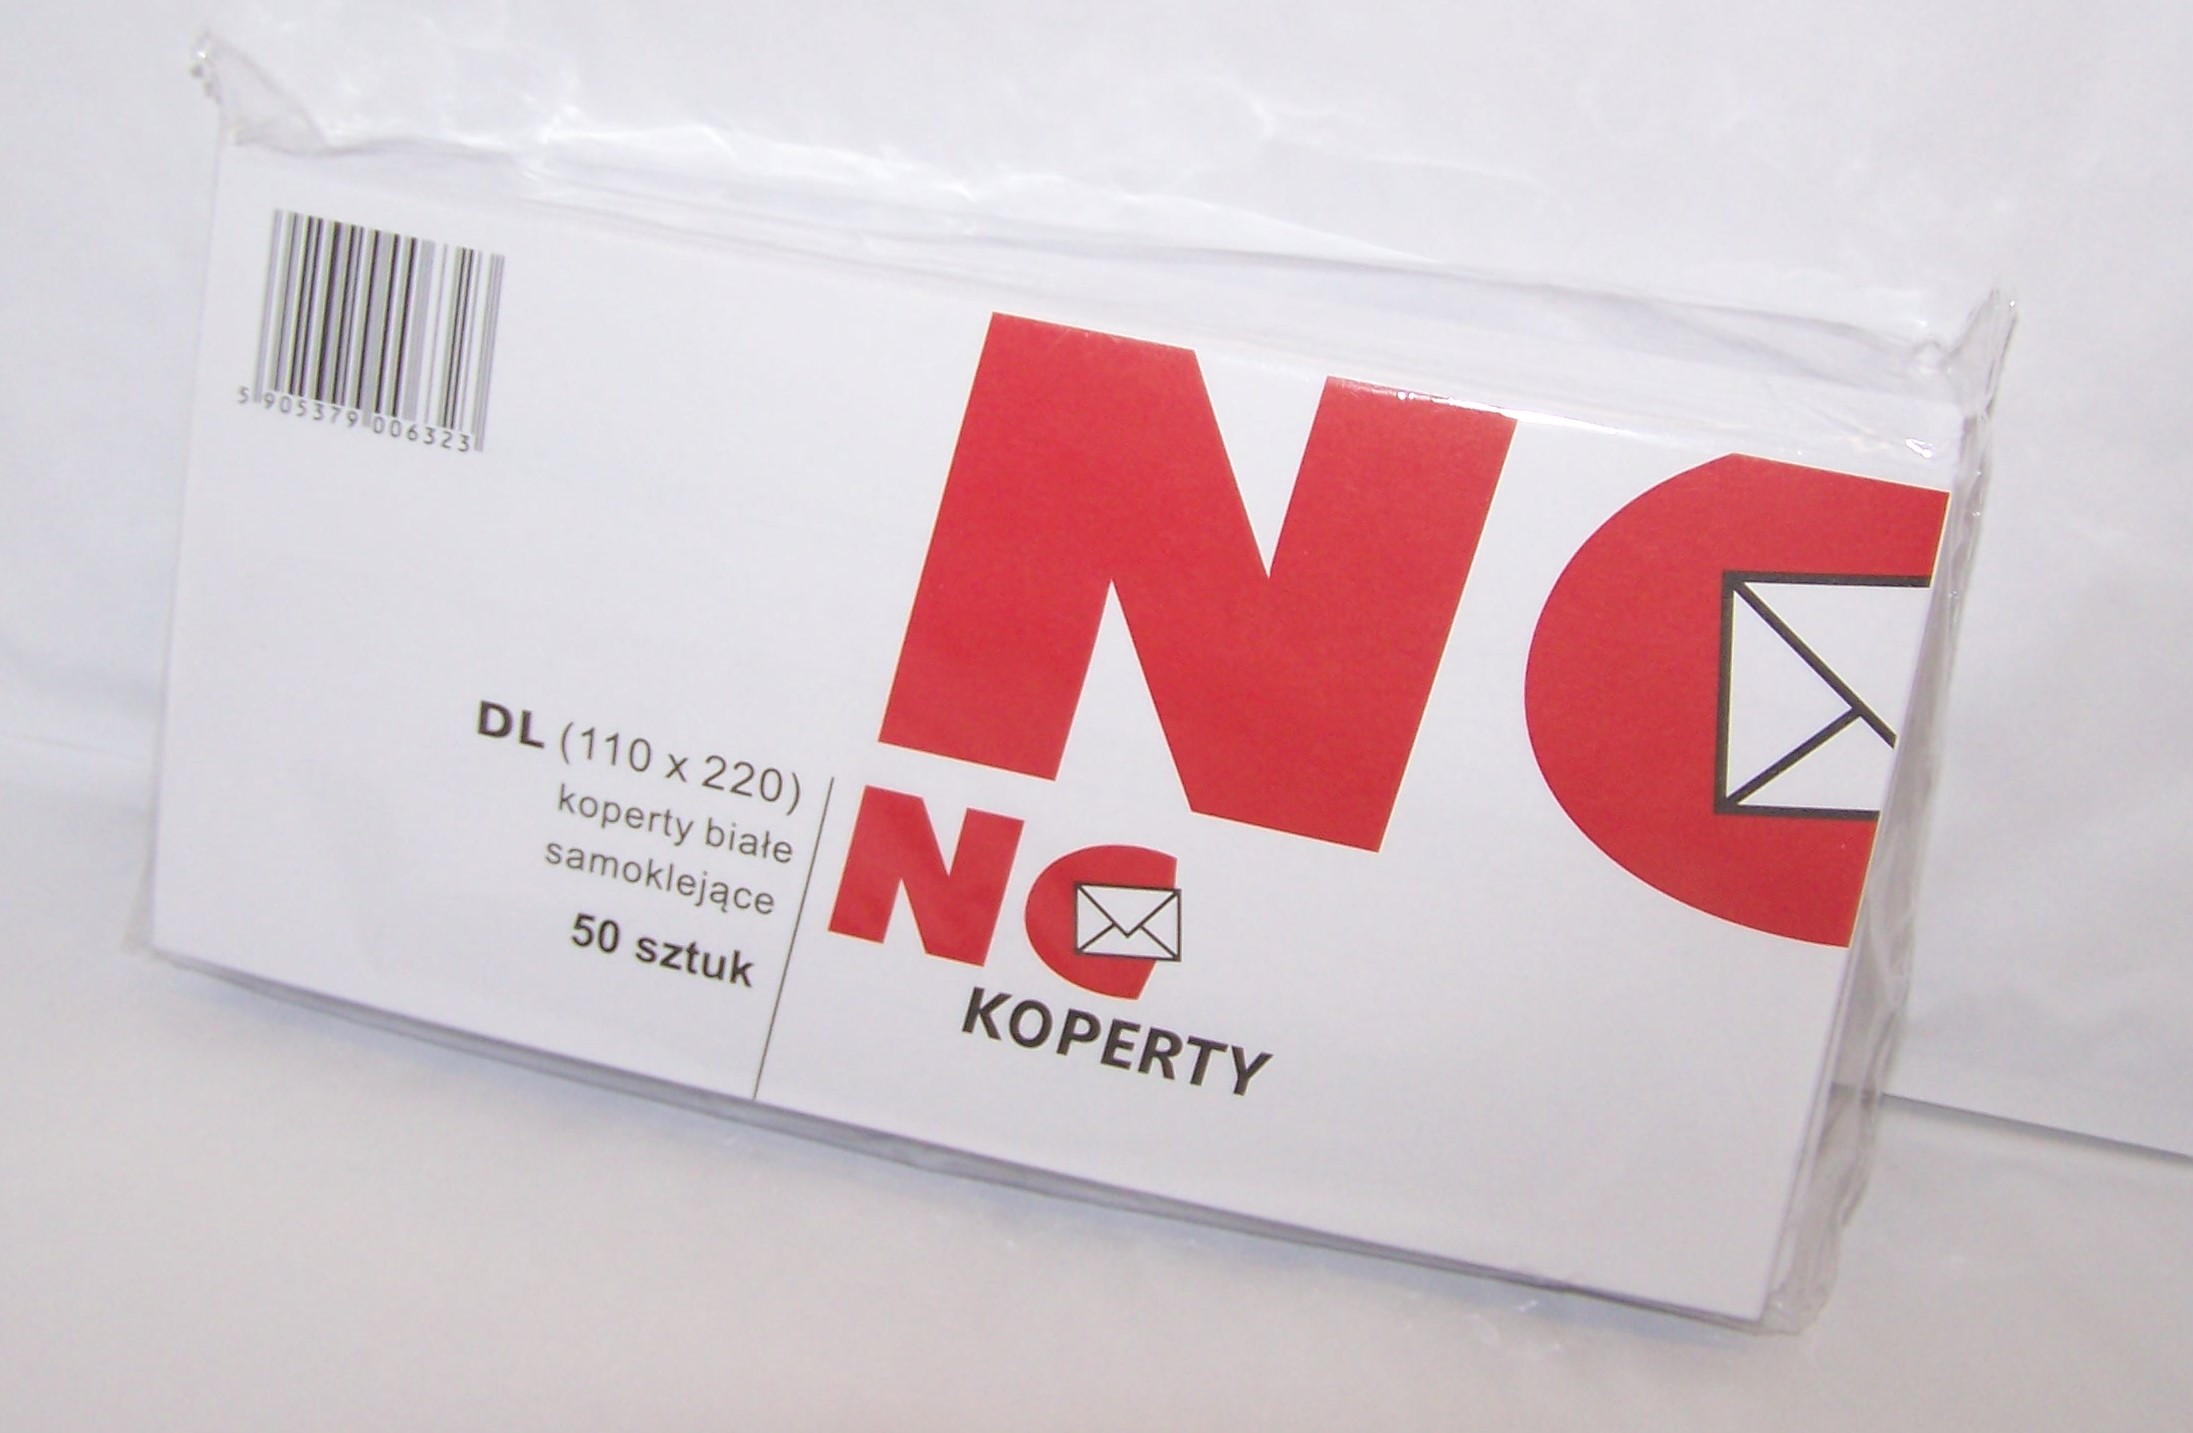 5 905379 006323
NC
DL (110 x 220)
koperty białe
samoklejące
50 sztuk
NC
KOPERTY